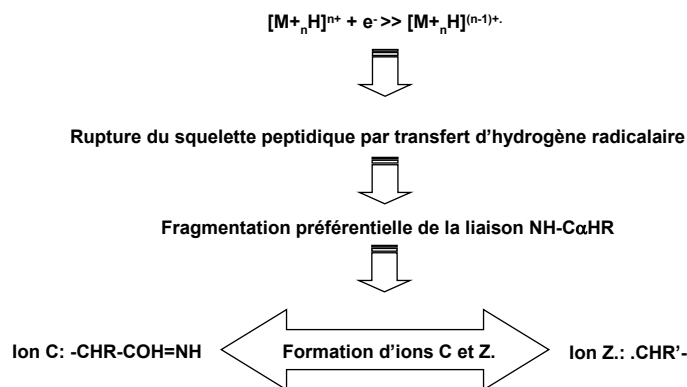 [M+nH]n+ + e- >> [M+nH](n-1)+.
Rupture du squelette peptidique par transfert d'hydrogène radicalaire
Fragmentation préférentielle de la liaison NH-CαHR
Ion C: -CHR-COH=NH
Formation d'ions C et Z.
Ion Z.: .CHR'-